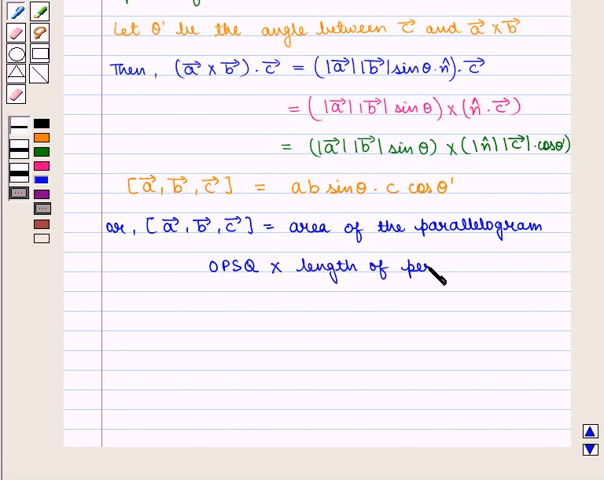 Let θ' be the angle between c⃗ and a⃗ × b⃗
Then, (a⃗ × b⃗) . c⃗ = (|a⃗| |b⃗| sin θ. n̂) . c⃗
= (|a⃗| |b⃗| sin θ) × (n̂ . c⃗)
= (|a⃗| |b⃗| sin θ) × (|n̂| |c⃗| . cos θ')
[a⃗, b⃗, c⃗] = ab sin θ . c cos θ'
or, [a⃗, b⃗, c⃗] = area of the parallelogram
OPSQ × length of per